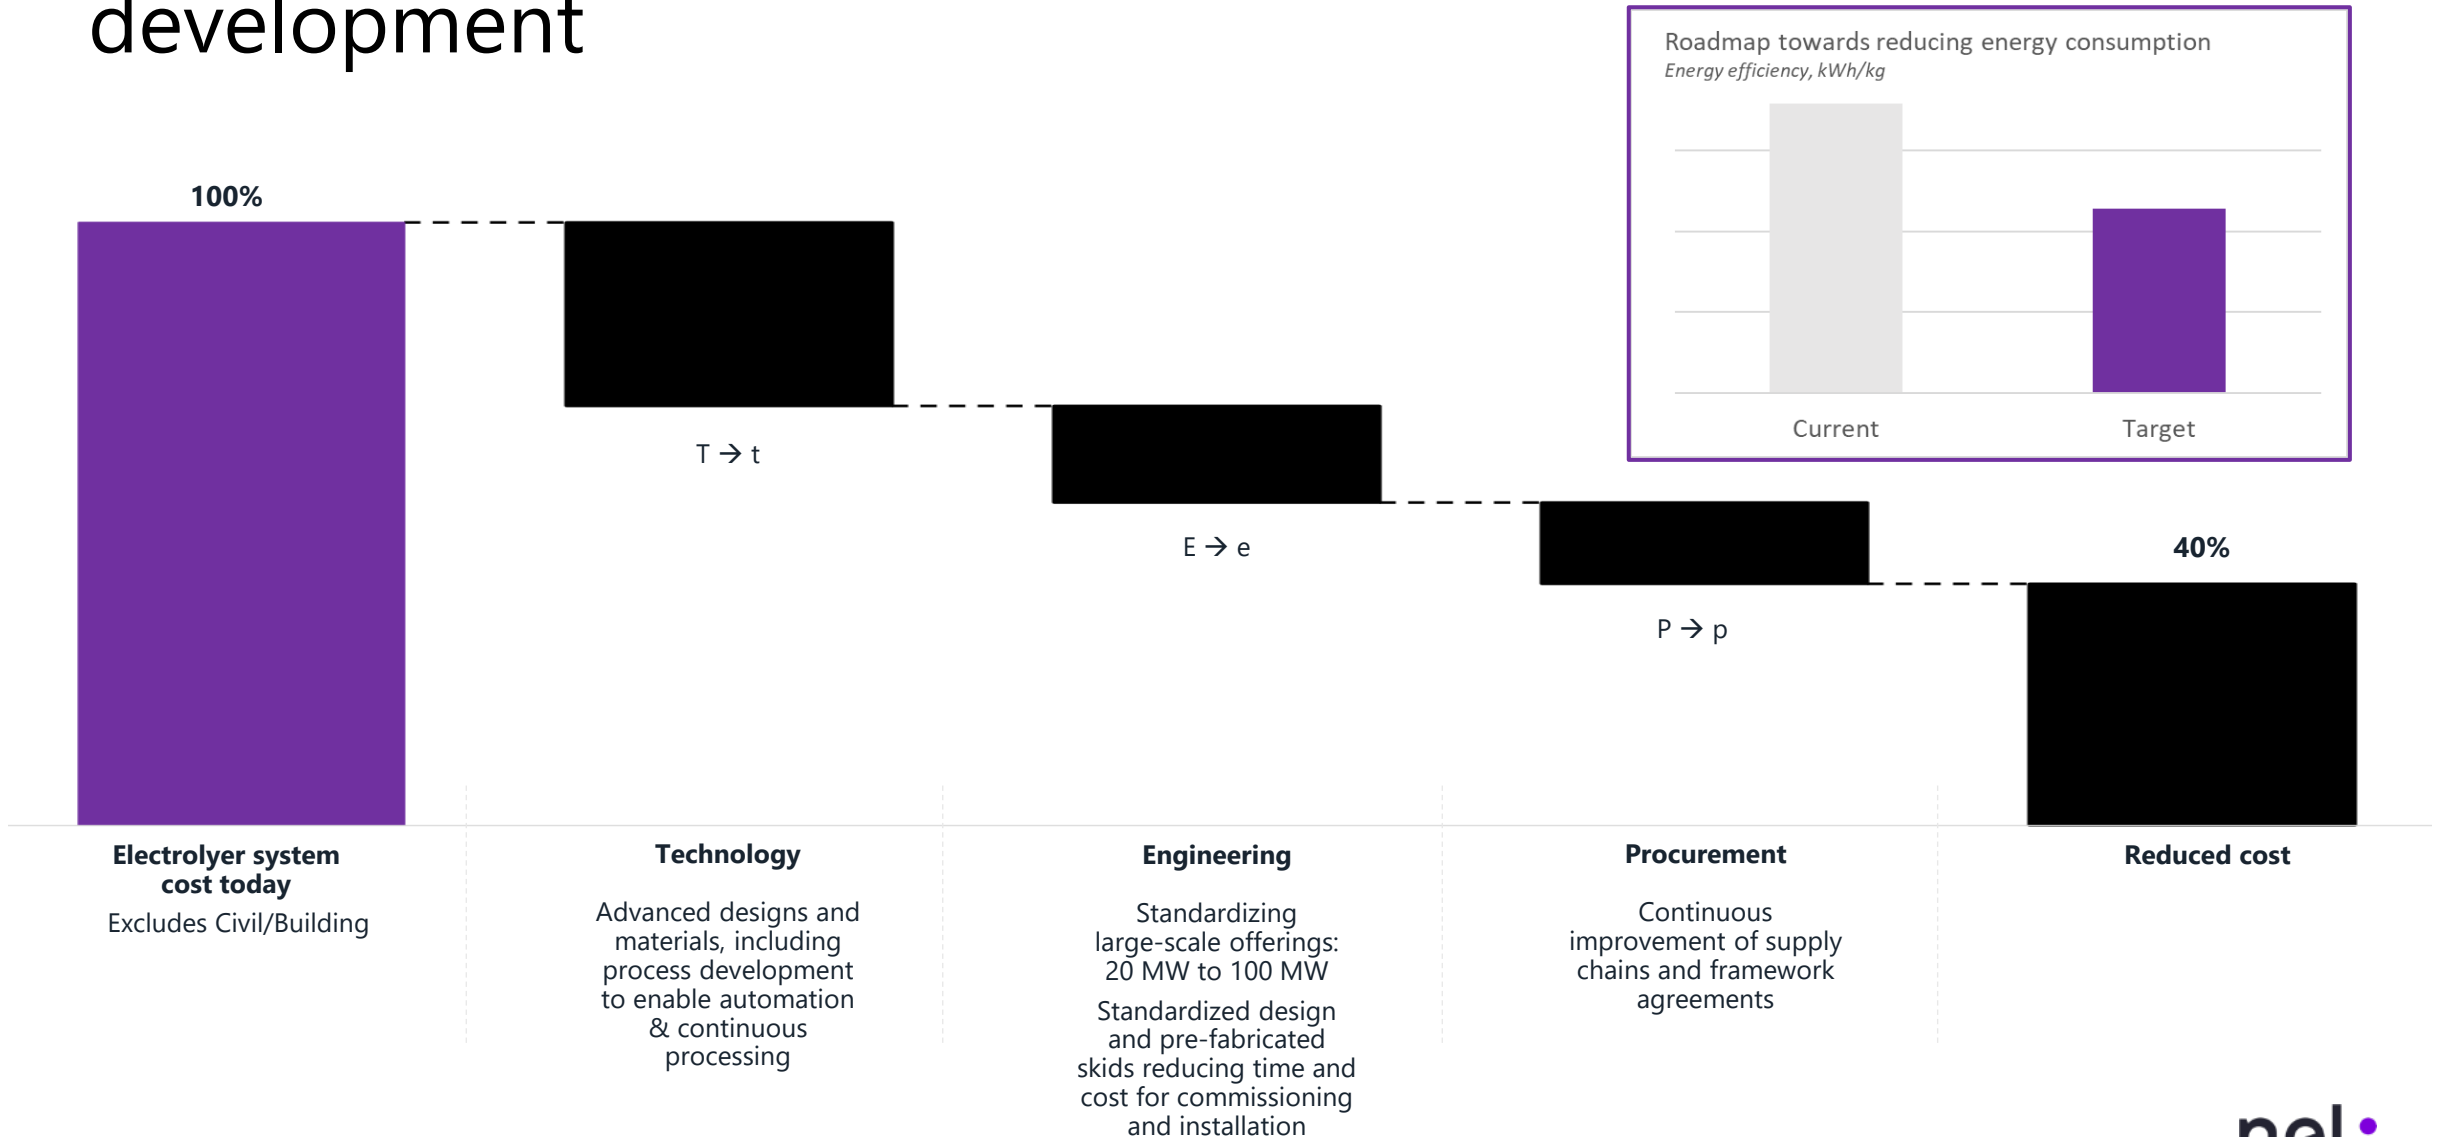 development
Roadmap towards reducing energy consumption
Energy efficiency, kWh/kg
Current
Target
100%
T → t
E → e
P → p
40%
Electrolyer system
cost today
Excludes Civil/Building
Technology
Advanced designs and
materials, including
process development
to enable automation
& continuous
processing
Engineering
Standardizing
large-scale offerings:
20 MW to 100 MW
Standardized design
and pre-fabricated
skids reducing time and
cost for commissioning
and installation
Procurement
Continuous
improvement of supply
chains and framework
agreements
Reduced cost
nel